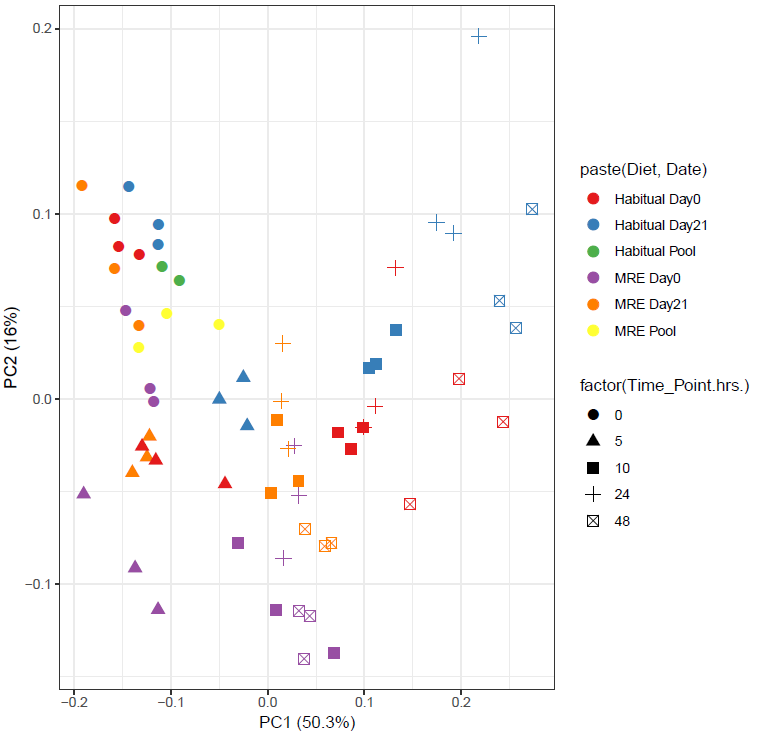 0.2
0.1
0.0
−0.1
−0.2
−0.1
0.0
0.1
0.2
PC1 (50.3%)
PC2 (16%)
paste(Diet, Date)
Habitual Day0
Habitual Day21
Habitual Pool
MRE Day0
MRE Day21
MRE Pool
factor(Time_Point.hrs.)
0
5
10
24
48